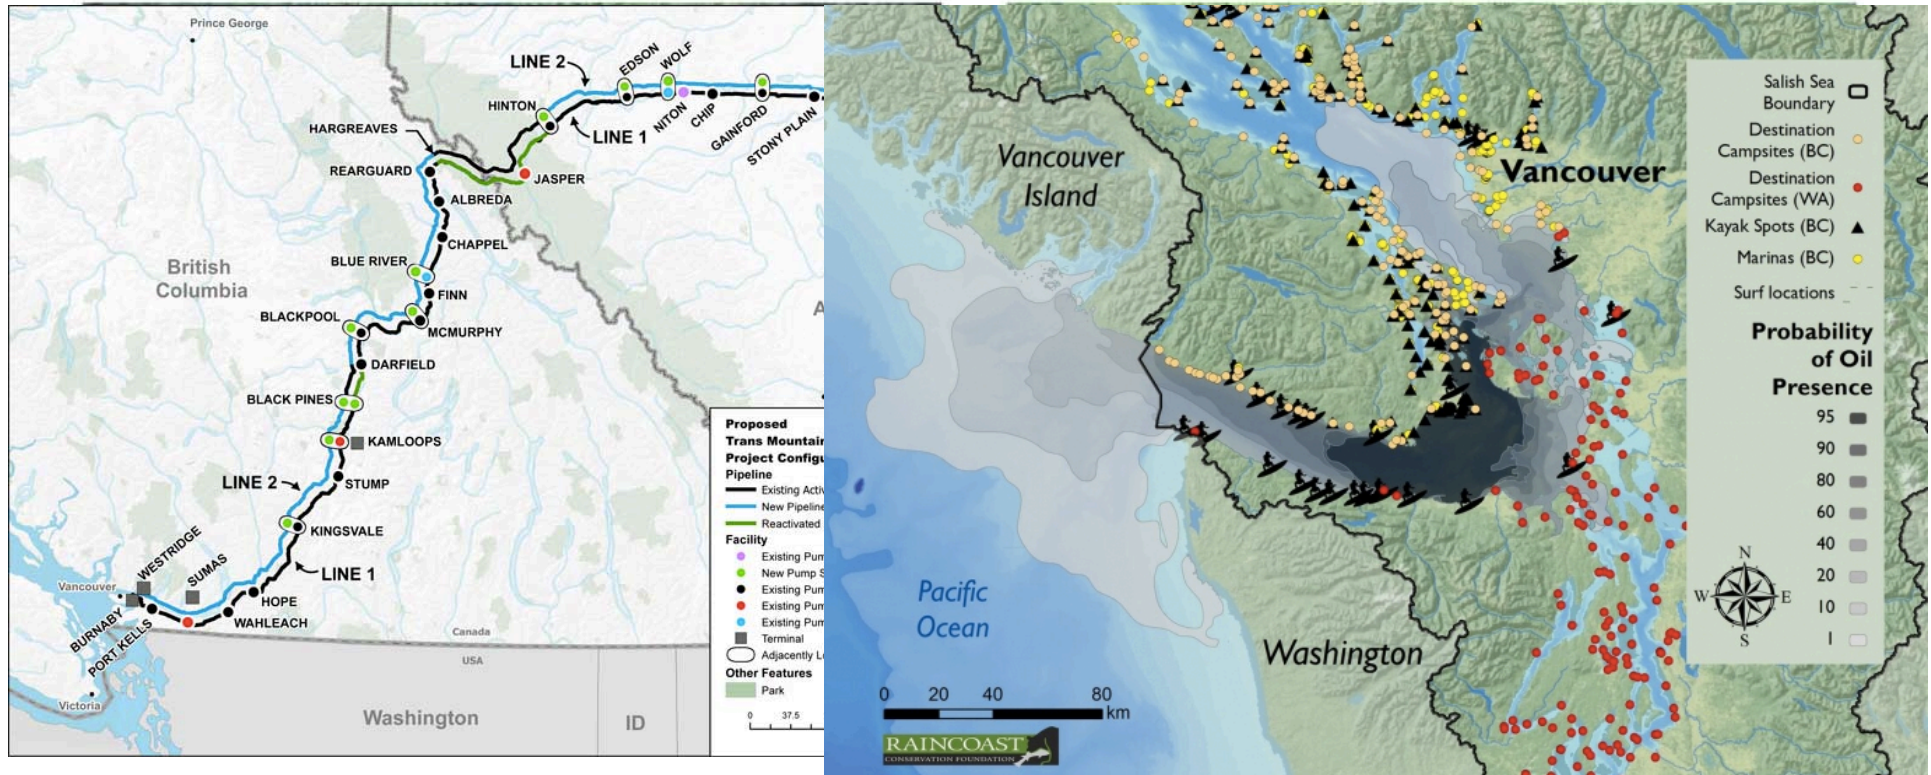 Prince George
LINE 2
EDSON
WOLF
HINTON
LINE 1
NITON
CHIP
GAINFORD
STONY PLAIN
HARGREAVES
REARGUARD
JASPER
ALBREDA
CHAPPEL
British
Columbia
BLUE RIVER
FINN
BLACKPOOL
MCMURPHY
DARFIELD
BLACK PINES
KAMLOOPS
LINE 2
STUMP
KINGSVALE
WESTRIDGE
SUMAS
LINE 1
Vancouver
HOPE
BURNABY
WAHLEACH
PORT KELLS
Canada
USA
Victoria
Washington
ID
A
Proposed
Trans Mountain
Project Configu
Pipeline
Existing Activ
New Pipeline
Reactivated
Facility
Existing Pum
New Pump S
Existing Pum
Existing Pum
Existing Pum
Terminal
Adjacently Lo
Other Features
Park
0 37.5
Vancouver
Island
Vancouver
Pacific
Ocean
Washington
0 20 40 80
km
RAINCOAST
CONSERVATION FOUNDATION
Salish Sea
Boundary
Destination
Campsites (BC)
Destination
Campsites (WA)
Kayak Spots (BC)
Marinas (BC)
Surf locations
Probability
of Oil
Presence
95
90
80
60
40
20
10
1
N
W E
S